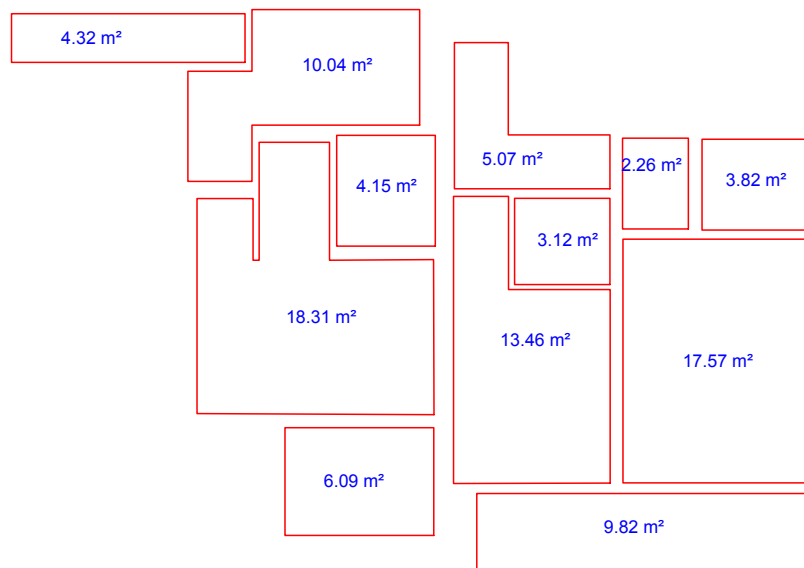 4.32 m²
10.04 m²
5.07 m²
2.26 m²
3.82 m²
4.15 m²
3.12 m²
18.31 m²
13.46 m²
17.57 m²
6.09 m²
9.82 m²